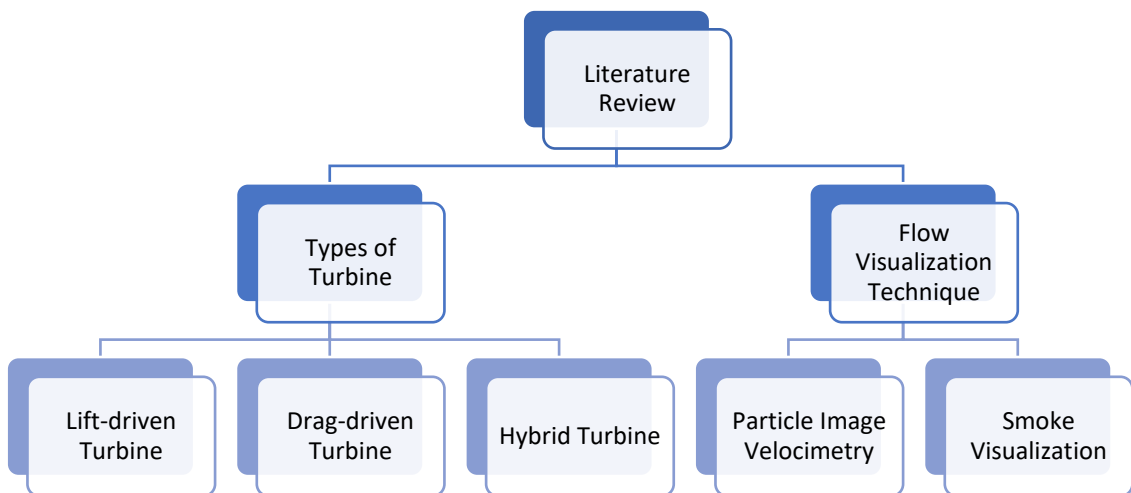 Literature
Review
Types of
Turbine
Flow
Visualization
Technique
Lift-driven
Turbine
Drag-driven
Turbine
Hybrid Turbine
Particle Image
Velocimetry
Smoke
Visualization